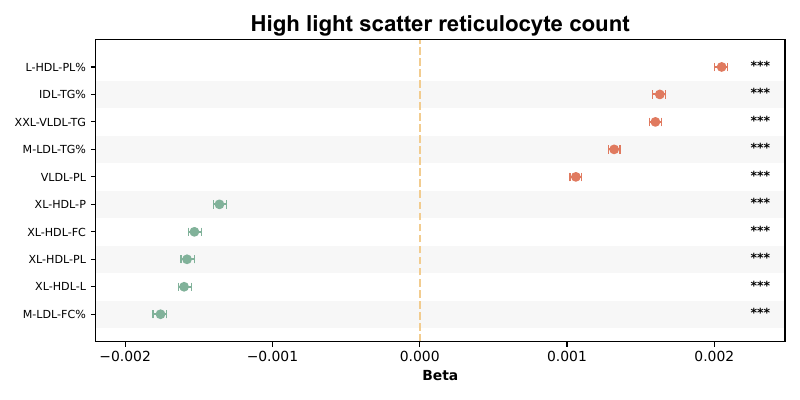 High light scatter reticulocyte count
L-HDL-PL% ***
IDL-TG% ***
XXL-VLDL-TG ***
M-LDL-TG% ***
VLDL-PL ***
XL-HDL-P ***
XL-HDL-FC ***
XL-HDL-PL ***
XL-HDL-L ***
M-LDL-FC% ***
−0.002 −0.001 0.000 0.001 0.002
Beta